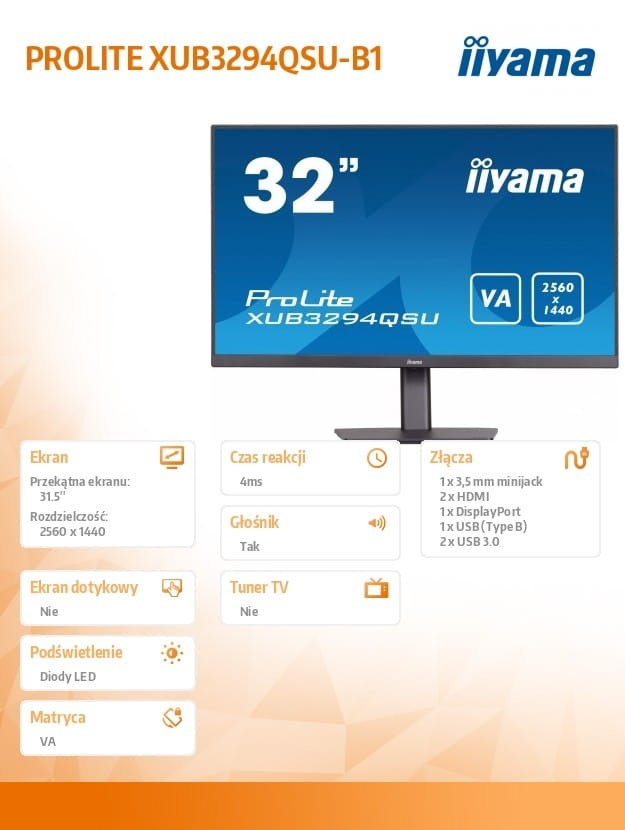 PROLITE XUB3294QSU-B1
iiyama
32"
iiyama
ProLite
XUB3294QSU
VA
2560
x
1440
iiyama
Ekran
Przekątna ekranu:
31.5"
Rozdzielczość:
2560 x 1440
Czas reakcji
4ms
Głośnik
Tak
Złącza
1 x 3,5 mm minijack
2 x HDMI
1 x DisplayPort
1 x USB (Type B)
2 x USB 3.0
Ekran dotykowy
Nie
Tuner TV
Nie
Podświetlenie
Diody LED
Matryca
VA